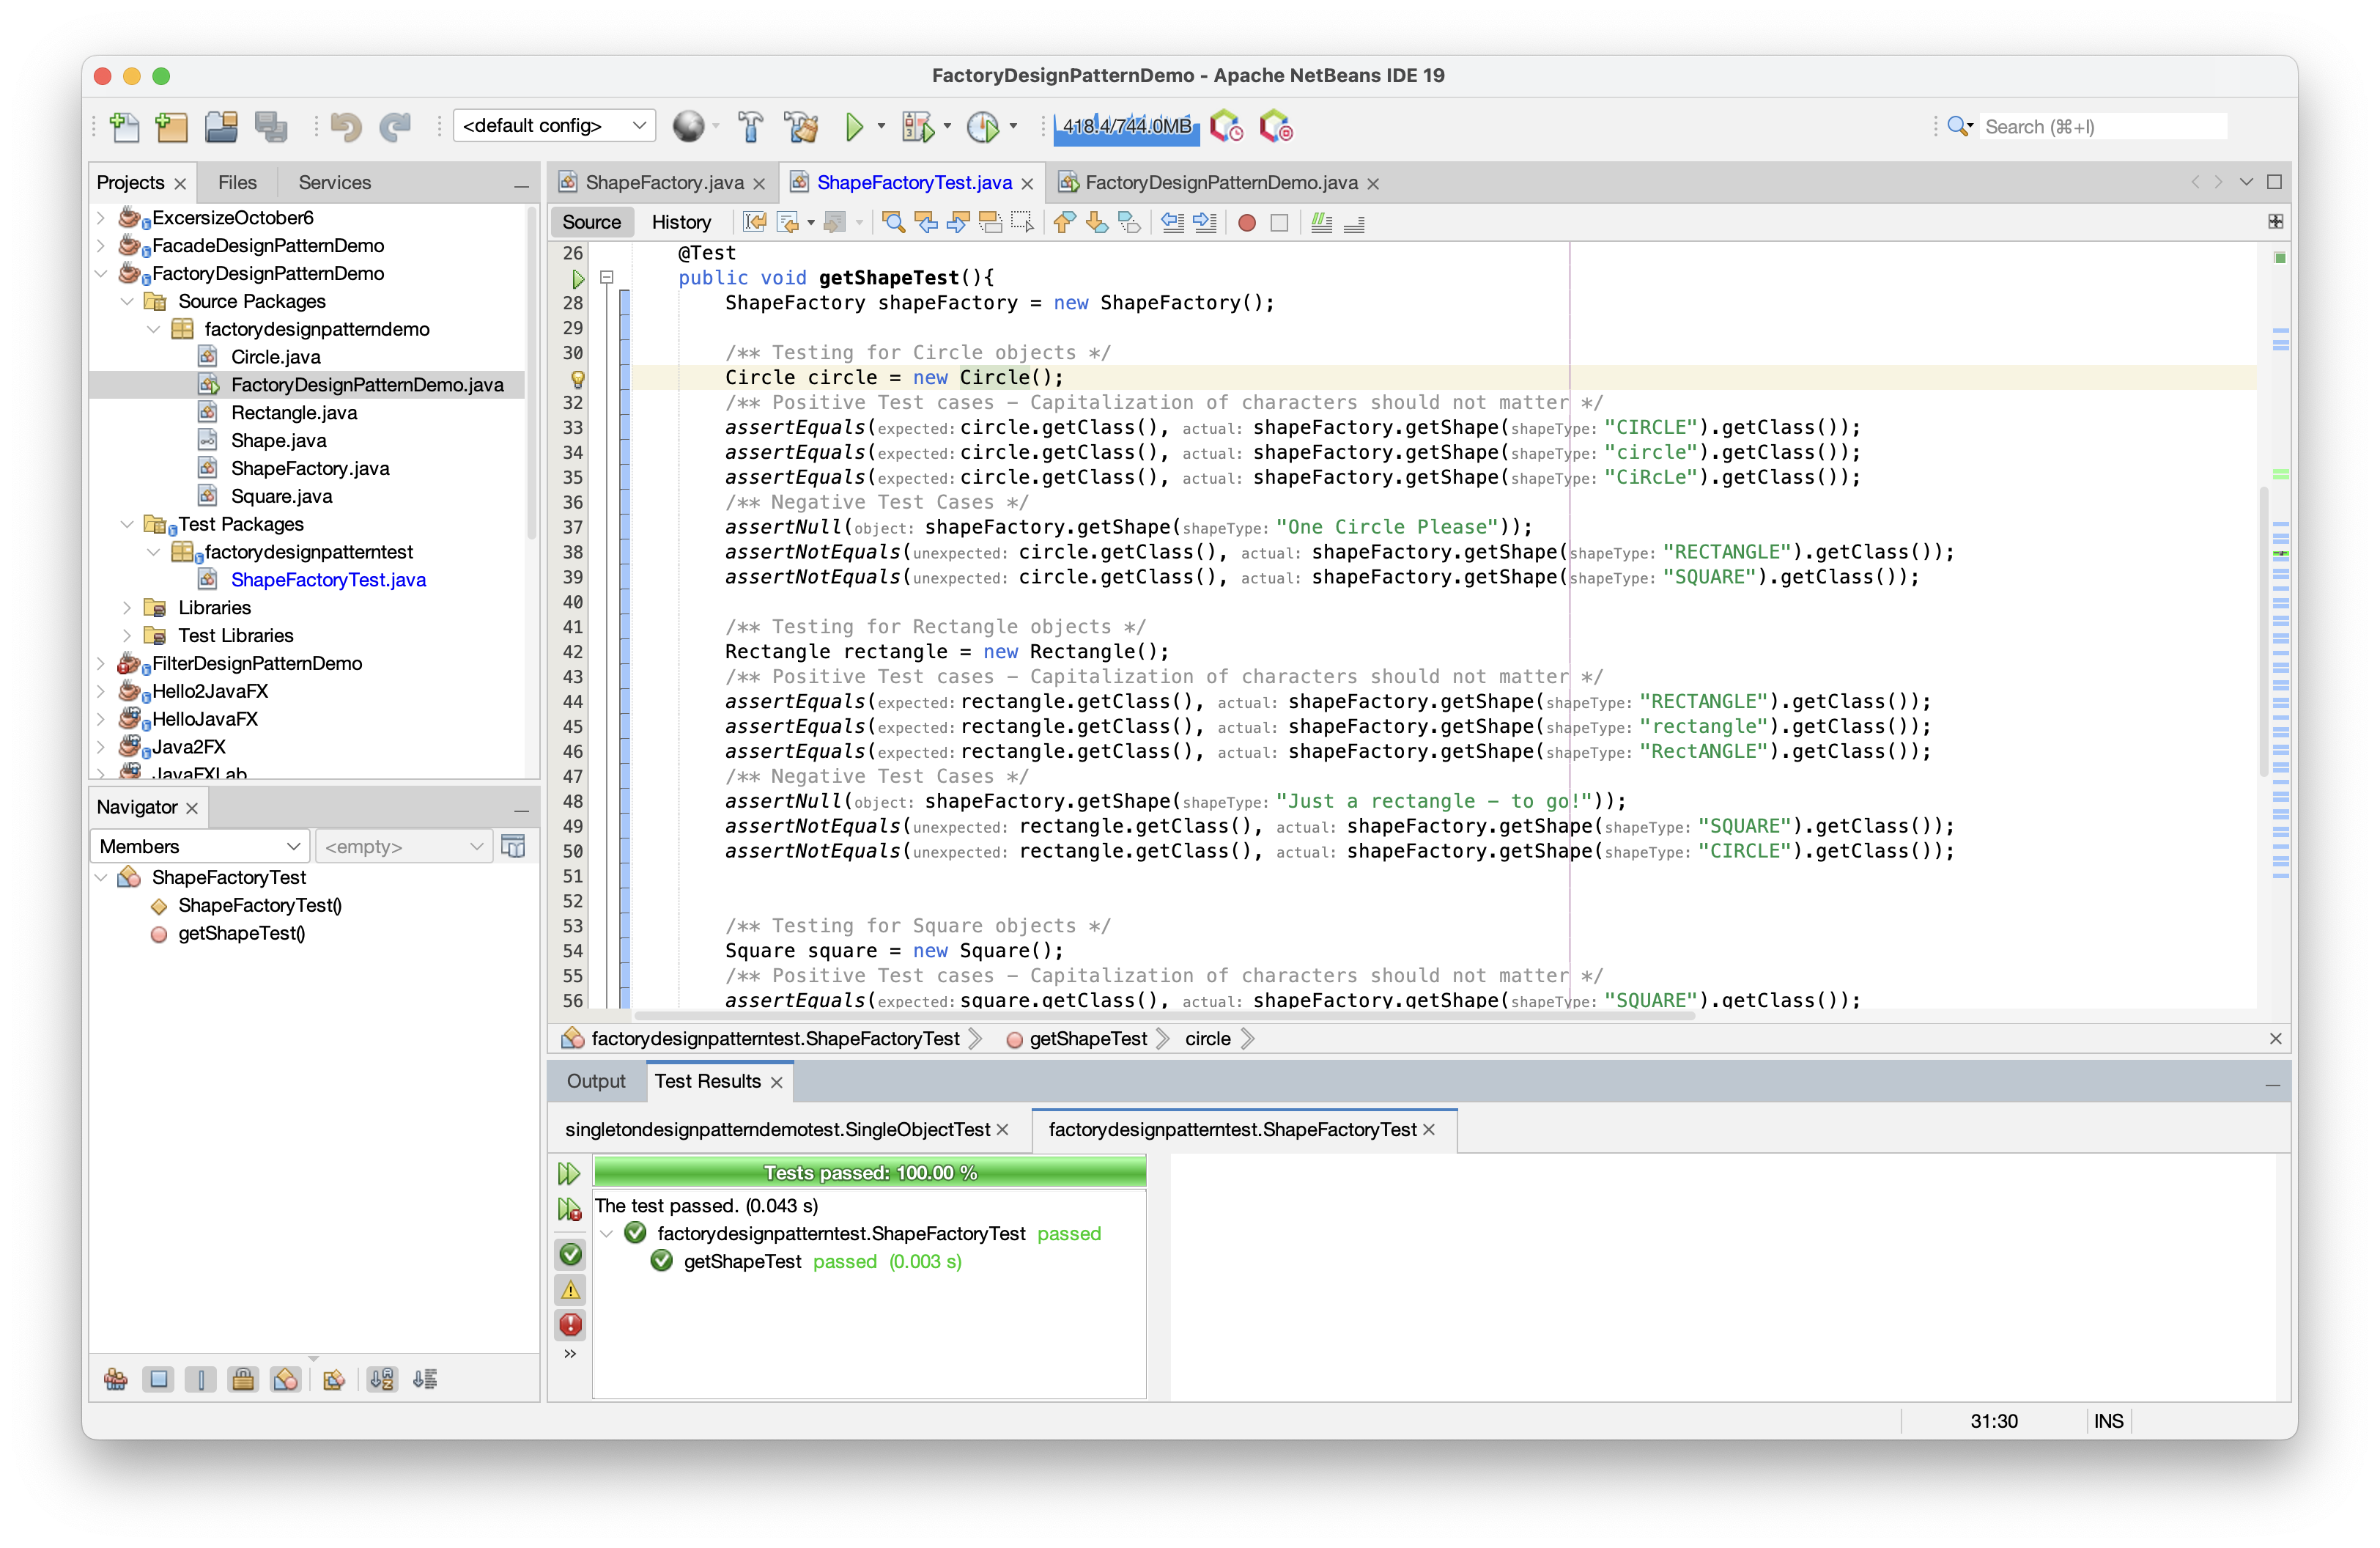 FactoryDesignPatternDemo - Apache NetBeans IDE 19
<default config>
418.4/744.0MB
Search (⌘+I)
Projects
Files
Services
ExcersizeOctober6
FacadeDesignPatternDemo
FactoryDesignPatternDemo
Source Packages
factorydesignpatterndemo
Circle.java
FactoryDesignPatternDemo.java
Rectangle.java
Shape.java
ShapeFactory.java
Square.java
Test Packages
factorydesignpatterntest
ShapeFactoryTest.java
Libraries
Test Libraries
FilterDesignPatternDemo
Hello2JavaFX
HelloJavaFX
Java2FX
JavaFXLab
Navigator
Members
<empty>
ShapeFactoryTest
ShapeFactoryTest()
getShapeTest()
ShapeFactory.java
ShapeFactoryTest.java
FactoryDesignPatternDemo.java
Source
History
26 @Test
public void getShapeTest(){
28 ShapeFactory shapeFactory = new ShapeFactory();
29
30 /** Testing for Circle objects */
Circle circle = new Circle();
32 /** Positive Test cases – Capitalization of characters should not matter */
33 assertEquals(expected: circle.getClass(), actual: shapeFactory.getShape(shapeType: "CIRCLE").getClass());
34 assertEquals(expected: circle.getClass(), actual: shapeFactory.getShape(shapeType: "circle").getClass());
35 assertEquals(expected: circle.getClass(), actual: shapeFactory.getShape(shapeType: "CiRcLe").getClass());
36 /** Negative Test Cases */
37 assertNull(object: shapeFactory.getShape(shapeType: "One Circle Please"));
38 assertNotEquals(unexpected: circle.getClass(), actual: shapeFactory.getShape(shapeType: "RECTANGLE").getClass());
39 assertNotEquals(unexpected: circle.getClass(), actual: shapeFactory.getShape(shapeType: "SQUARE").getClass());
40
41 /** Testing for Rectangle objects */
42 Rectangle rectangle = new Rectangle();
43 /** Positive Test cases – Capitalization of characters should not matter */
44 assertEquals(expected: rectangle.getClass(), actual: shapeFactory.getShape(shapeType: "RECTANGLE").getClass());
45 assertEquals(expected: rectangle.getClass(), actual: shapeFactory.getShape(shapeType: "rectangle").getClass());
46 assertEquals(expected: rectangle.getClass(), actual: shapeFactory.getShape(shapeType: "RectANGLE").getClass());
47 /** Negative Test Cases */
48 assertNull(object: shapeFactory.getShape(shapeType: "Just a rectangle – to go!"));
49 assertNotEquals(unexpected: rectangle.getClass(), actual: shapeFactory.getShape(shapeType: "SQUARE").getClass());
50 assertNotEquals(unexpected: rectangle.getClass(), actual: shapeFactory.getShape(shapeType: "CIRCLE").getClass());
51
52
53 /** Testing for Square objects */
54 Square square = new Square();
55 /** Positive Test cases – Capitalization of characters should not matter */
56 assertEquals(expected: square.getClass(), actual: shapeFactory.getShape(shapeType: "SQUARE").getClass());
factorydesignpatterntest.ShapeFactoryTest
getShapeTest
circle
Output
Test Results
singletondesignpatterndemotest.SingleObjectTest
factorydesignpatterntest.ShapeFactoryTest
Tests passed: 100.00 %
The test passed. (0.043 s)
factorydesignpatterntest.ShapeFactoryTest passed
getShapeTest passed (0.003 s)
31:30
INS